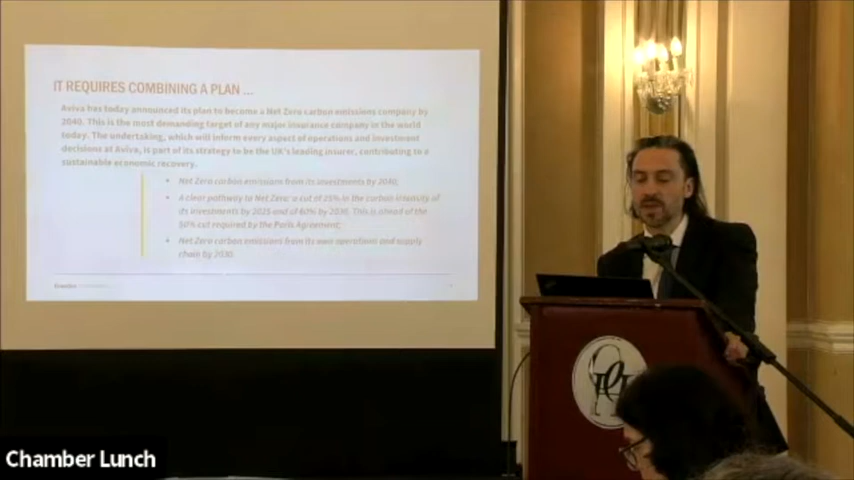 IT REQUIRES COMBINING A PLAN ...
Aviva has today announced its plan to become a Net Zero carbon emissions company by
2040. This is the most demanding target of any major insurance company in the world
today. The undertaking, which will inform every aspect of operations and investment
decisions at Aviva, is part of its strategy to be the UK's leading insurer, contributing to a
sustainable economic recovery.
• Net Zero carbon emissions from its investments by 2040;
• A clear pathway to Net Zero: a cut of 25% in the carbon intensity of
its investments by 2025 and of 60% by 2030. This is ahead of the
50% cut required by the Paris Agreement;
• Net Zero carbon emissions from its own operations and supply
chain by 2030.
Chamber Lunch